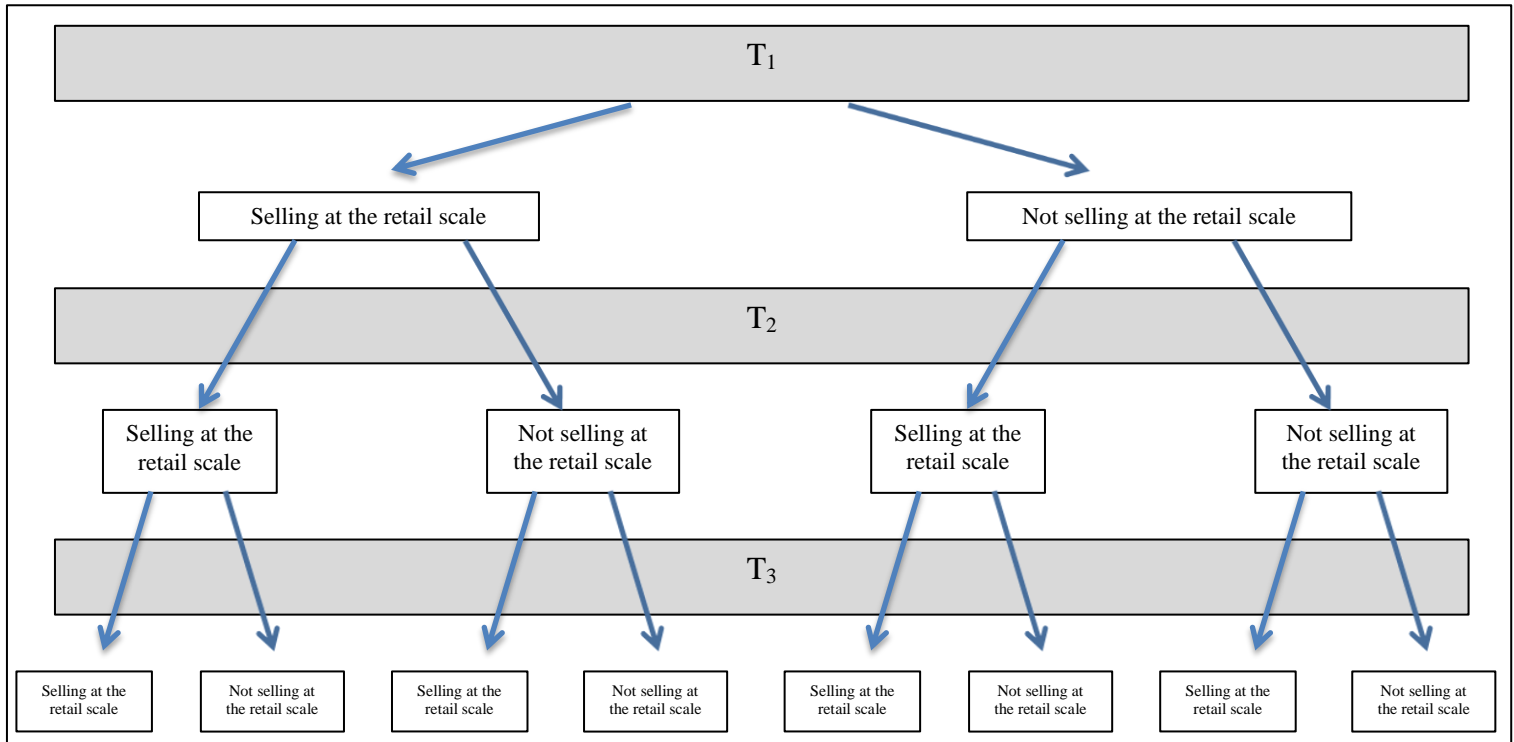 T1
Selling at the retail scale
Not selling at the retail scale
T2
Selling at the
retail scale
Not selling at
the retail scale
Selling at the
retail scale
Not selling at
the retail scale
T3
Selling at the
retail scale
Not selling at
the retail scale
Selling at the
retail scale
Not selling at
the retail scale
Selling at the
retail scale
Not selling at
the retail scale
Selling at the
retail scale
Not selling at
the retail scale